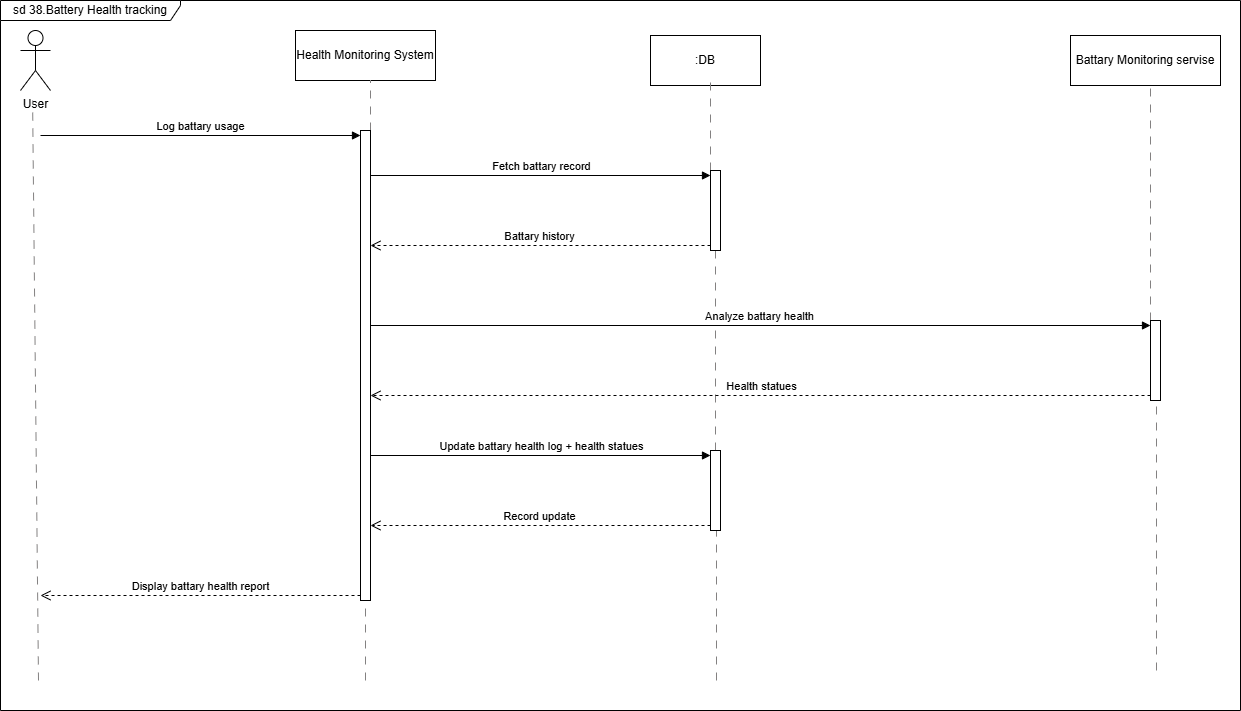 sd 38.Battery Health tracking
User
Health Monitoring System
:DB
Battary Monitoring servise
Log battary usage
Fetch battary record
Battary history
Analyze battary health
Health statues
Update battary health log + health statues
Record update
Display battary health report